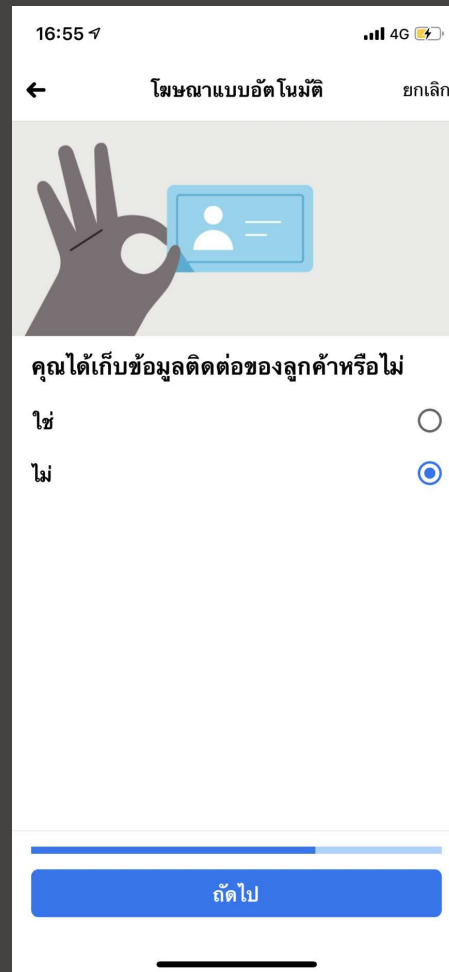 16:55
4G
โฆษณาแบบอัตโนมัติ
ยกเลิก
คุณได้เก็บข้อมูลติดต่อของลูกค้าหรือไม่
ใช่
ไม่
ถัดไป